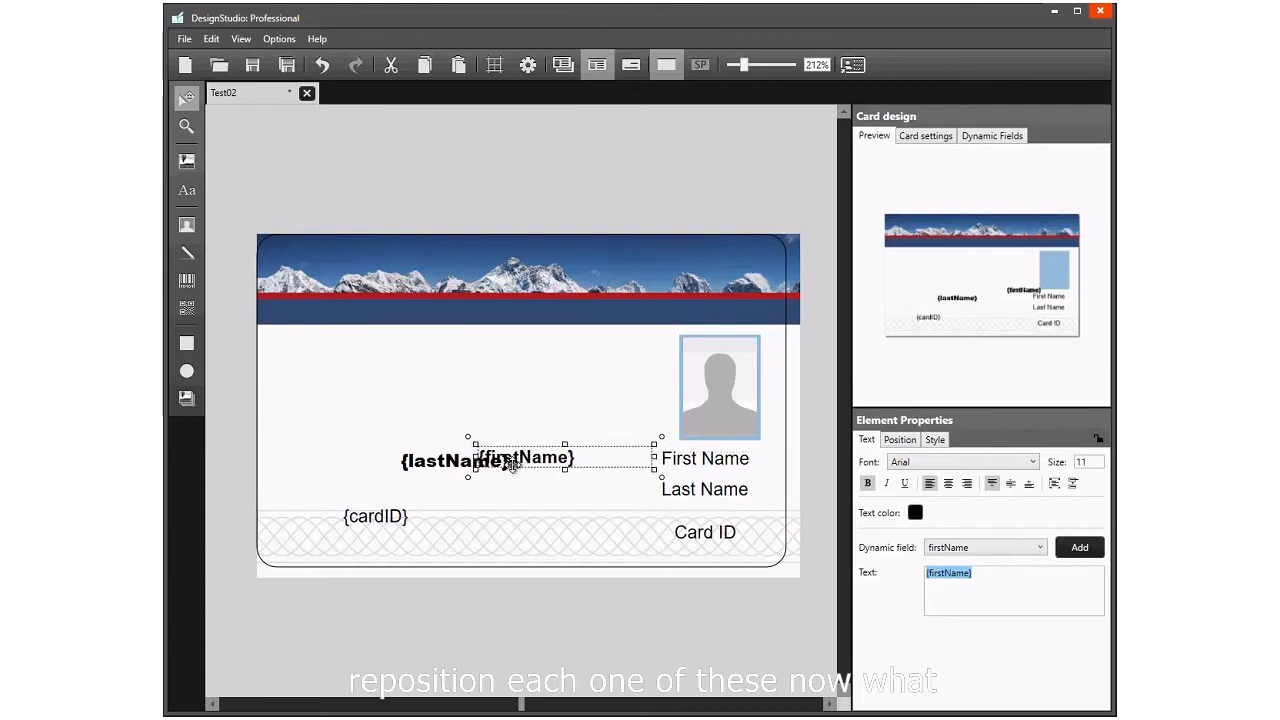 DesignStudio: Professional
File Edit View Options Help
SP 212%
Test02 *
Aa
{firstName}
{lastName}
First Name
Last Name
{cardID}
Card ID
Card design
Preview Card settings Dynamic Fields
{firstName}
{lastName}
First Name
Last Name
{cardID}
Card ID
Element Properties
Text Position Style
Font: Arial Size: 11
B I U
Text color:
Dynamic field: firstName Add
Text: {firstName}
reposition each one of these now what